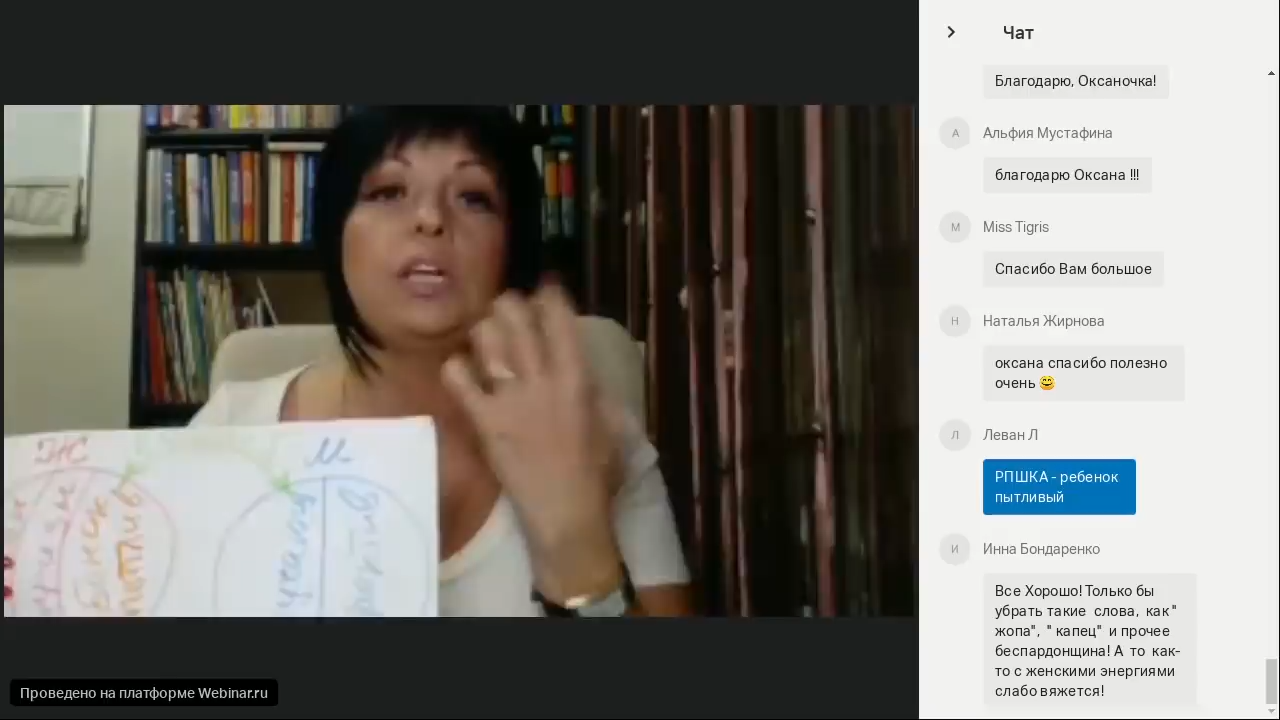 Чат
Благодарю, Оксаночка!
А
Альфия Мустафина
благодарю Оксана !!!
М
Miss Tigris
Спасибо Вам большое
Н
Наталья Жирнова
оксана спасибо полезно
очень 😊
Л
Леван Л
РПШКА - ребенок
пытливый
И
Инна Бондаренко
Все Хорошо! Только бы
убрать такие слова, как "
жопа", " капец" и прочее
беспардонщина! А то как-
то с женскими энергиями
слабо вяжется!
Ж
М
Проведено на платформе Webinar.ru